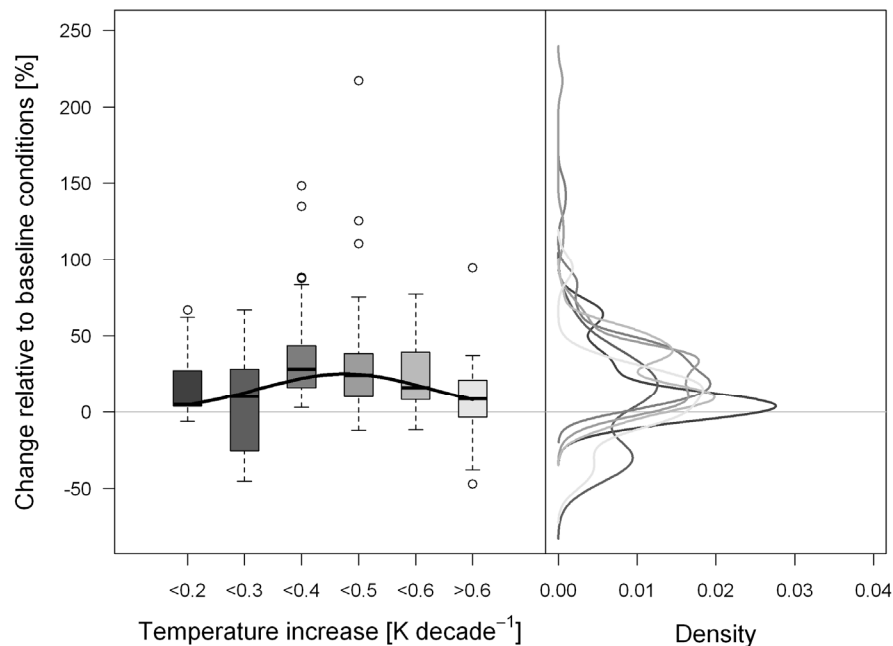 Change relative to baseline conditions [%]
250
200
150
100
50
0
-50
<0.2 <0.3 <0.4 <0.5 <0.6 >0.6
0.00 0.01 0.02 0.03 0.04
Temperature increase [K decade⁻¹]
Density